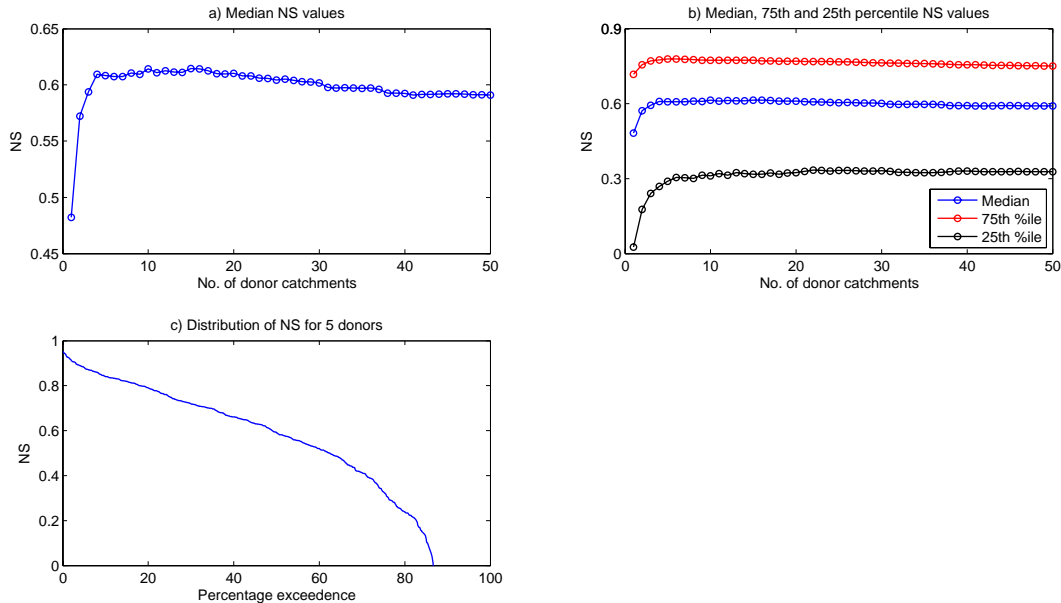 a) Median NS values
0.65
0.6
0.55
0.5
0.45
NS
0 10 20 30 40 50
No. of donor catchments
b) Median, 75th and 25th percentile NS values
0.9
0.6
0.3
0
NS
0 10 20 30 40 50
No. of donor catchments
Median
75th %ile
25th %ile
c) Distribution of NS for 5 donors
1
0.8
0.6
0.4
0.2
0
NS
0 20 40 60 80 100
Percentage exceedence